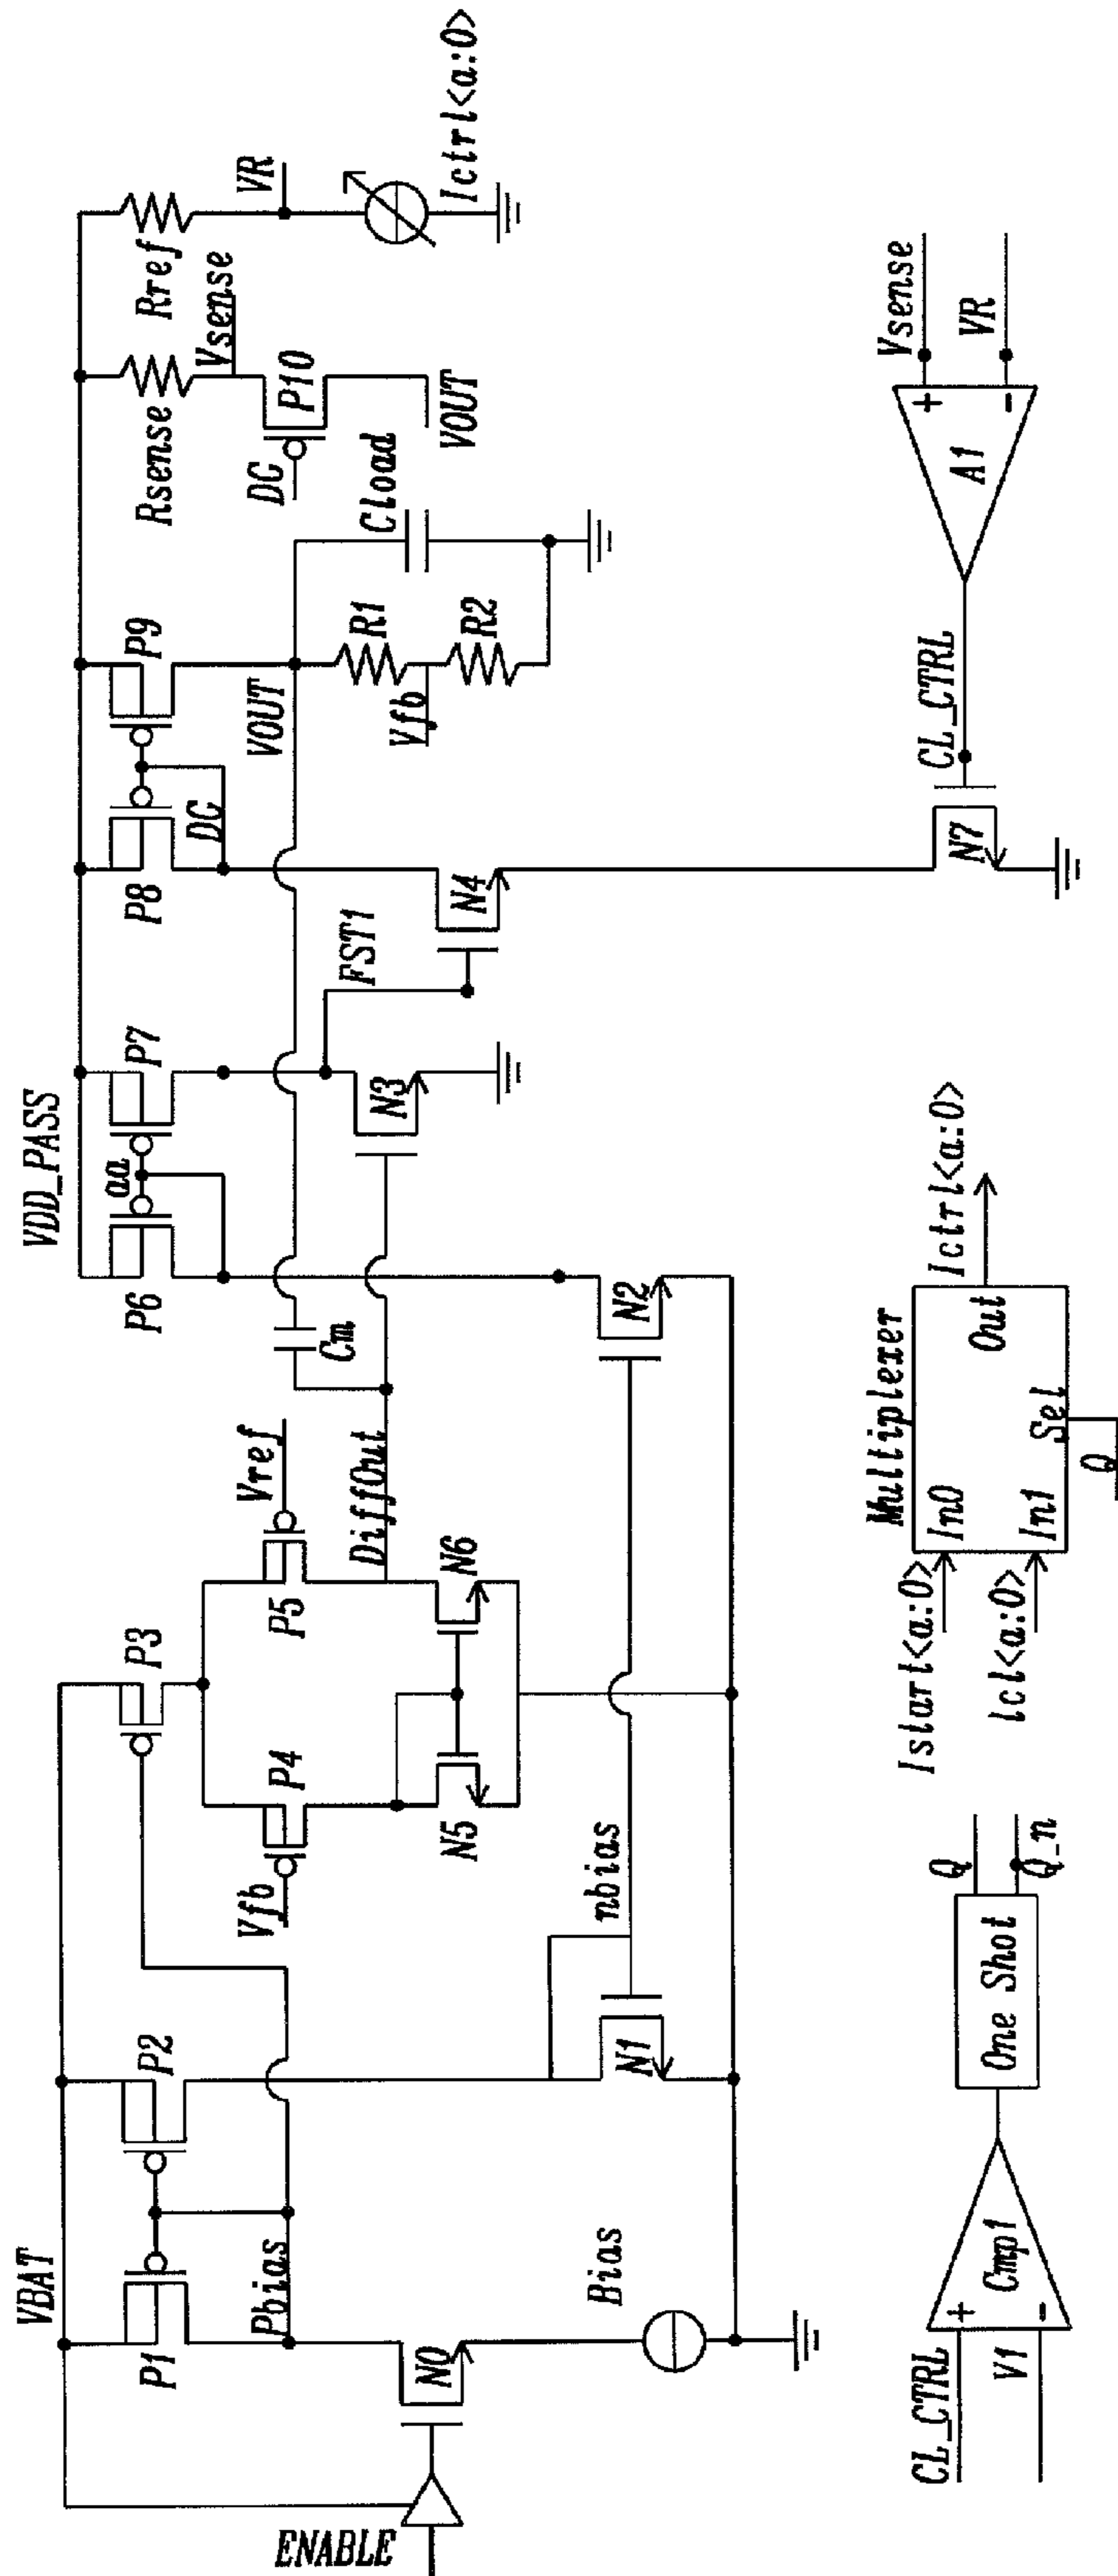 VBAT
P1
P2
P3
Pbias
N0
ENABLE
Bias
N1
nbias
Vfb
P4
P5
Vref
N5
N6
DiffOut
Cm
VDD_PASS
P6
aa
P7
N2
N3
FST1
P8
DG
P9
N4
VOUT
R1
Vfb
R2
Cload
Rsense
Rref
Vsense
DG
P10
VOUT
VR
Ictrl<a:0>
CL_CTRL
V1
+
-
Cmp1
One Shot
Q
Q_n
Multiplexer
Istart<a:0>
In0
Icl<a:0>
In1
Out
Sel
Q
Ictrl<a:0>
N7
CL_CTRL
A1
+
-
Vsense
VR